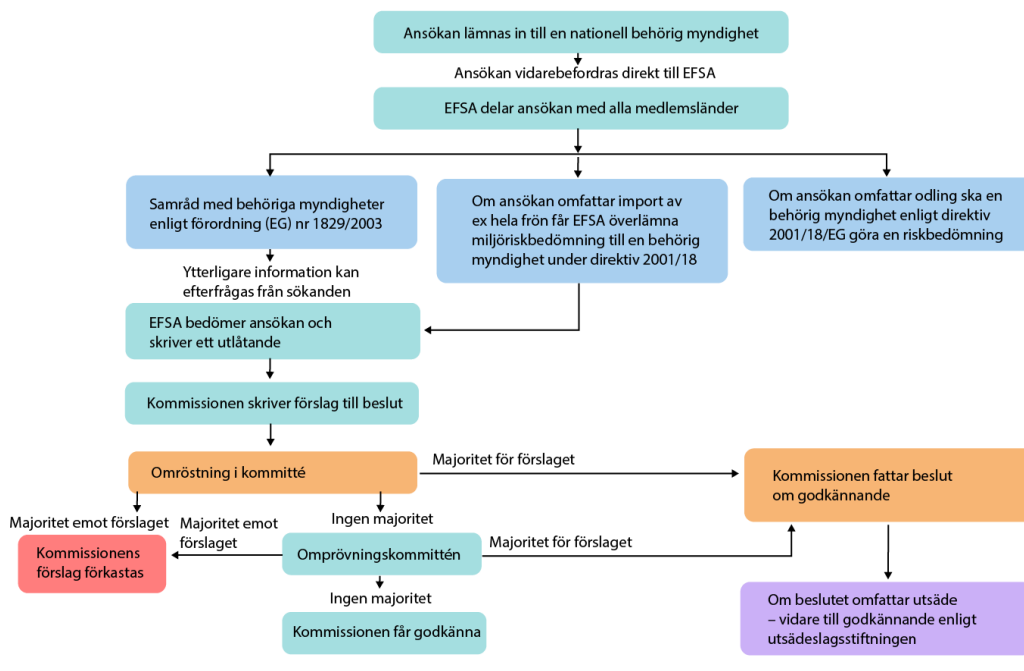 Ansökan lämnas in till en nationell behörig myndighet
Ansökan vidarebefordras direkt till EFSA
EFSA delar ansökan med alla medlemsländer
Samråd med behöriga myndigheter
enligt förordning (EG) nr 1829/2003
Om ansökan omfattar import av
ex hela frön får EFSA överlämna
miljöriskbedömning till en behörig
myndighet under direktiv 2001/18
Om ansökan omfattar odling ska en
behörig myndighet enligt direktiv
2001/18/EG göra en riskbedömning
Ytterligare information kan
efterfrågas från sökanden
EFSA bedömer ansökan och
skriver ett utlåtande
Kommissionen skriver förslag till beslut
Omröstning i kommitté
Majoritet för förslaget
Kommissionen fattar beslut
om godkännande
Majoritet emot förslaget
Ingen majoritet
Majoritet emot
förslaget
Kommissionens
förslag förkastas
Omprövningskommittén
Majoritet för förslaget
Ingen majoritet
Kommissionen får godkänna
Om beslutet omfattar utsäde
– vidare till godkännande enligt
utsädeslagsstiftningen